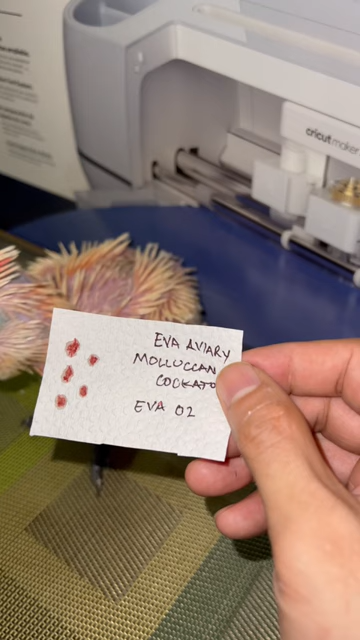 cricut maker
EVA AVIARY
MOLLUCCAN
COCKATO
EVA 02